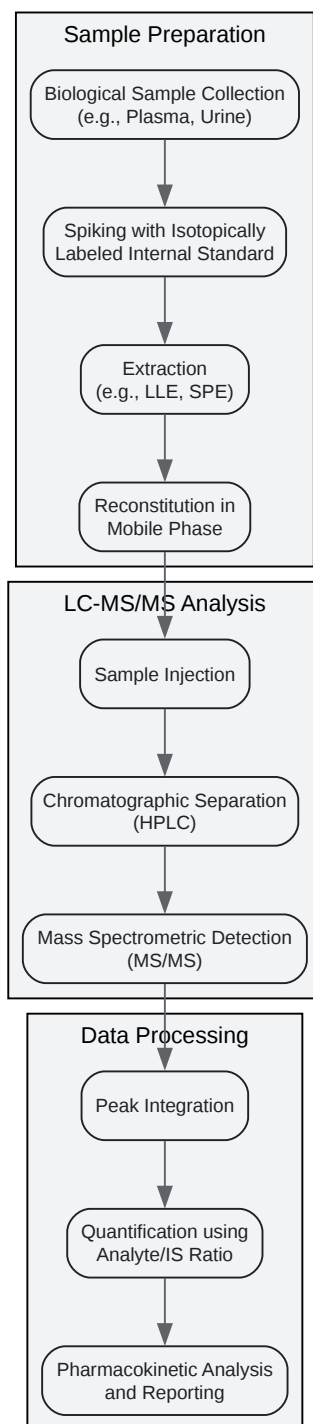 Sample Preparation
Biological Sample Collection
(e.g., Plasma, Urine)
Spiking with Isotopically
Labeled Internal Standard
Extraction
(e.g., LLE, SPE)
Reconstitution in
Mobile Phase
LC-MS/MS Analysis
Sample Injection
Chromatographic Separation
(HPLC)
Mass Spectrometric Detection
(MS/MS)
Data Processing
Peak Integration
Quantification using
Analyte/IS Ratio
Pharmacokinetic Analysis
and Reporting